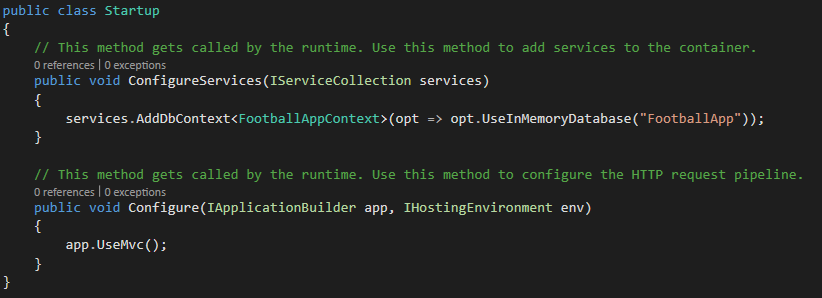 public class Startup
{
// This method gets called by the runtime. Use this method to add services to the container.
0 references | 0 exceptions
public void ConfigureServices(IServiceCollection services)
{
services.AddDbContext<FootballAppContext>(opt => opt.UseInMemoryDatabase("FootballApp"));
}
// This method gets called by the runtime. Use this method to configure the HTTP request pipeline.
0 references | 0 exceptions
public void Configure(IApplicationBuilder app, IHostingEnvironment env)
{
app.UseMvc();
}
}